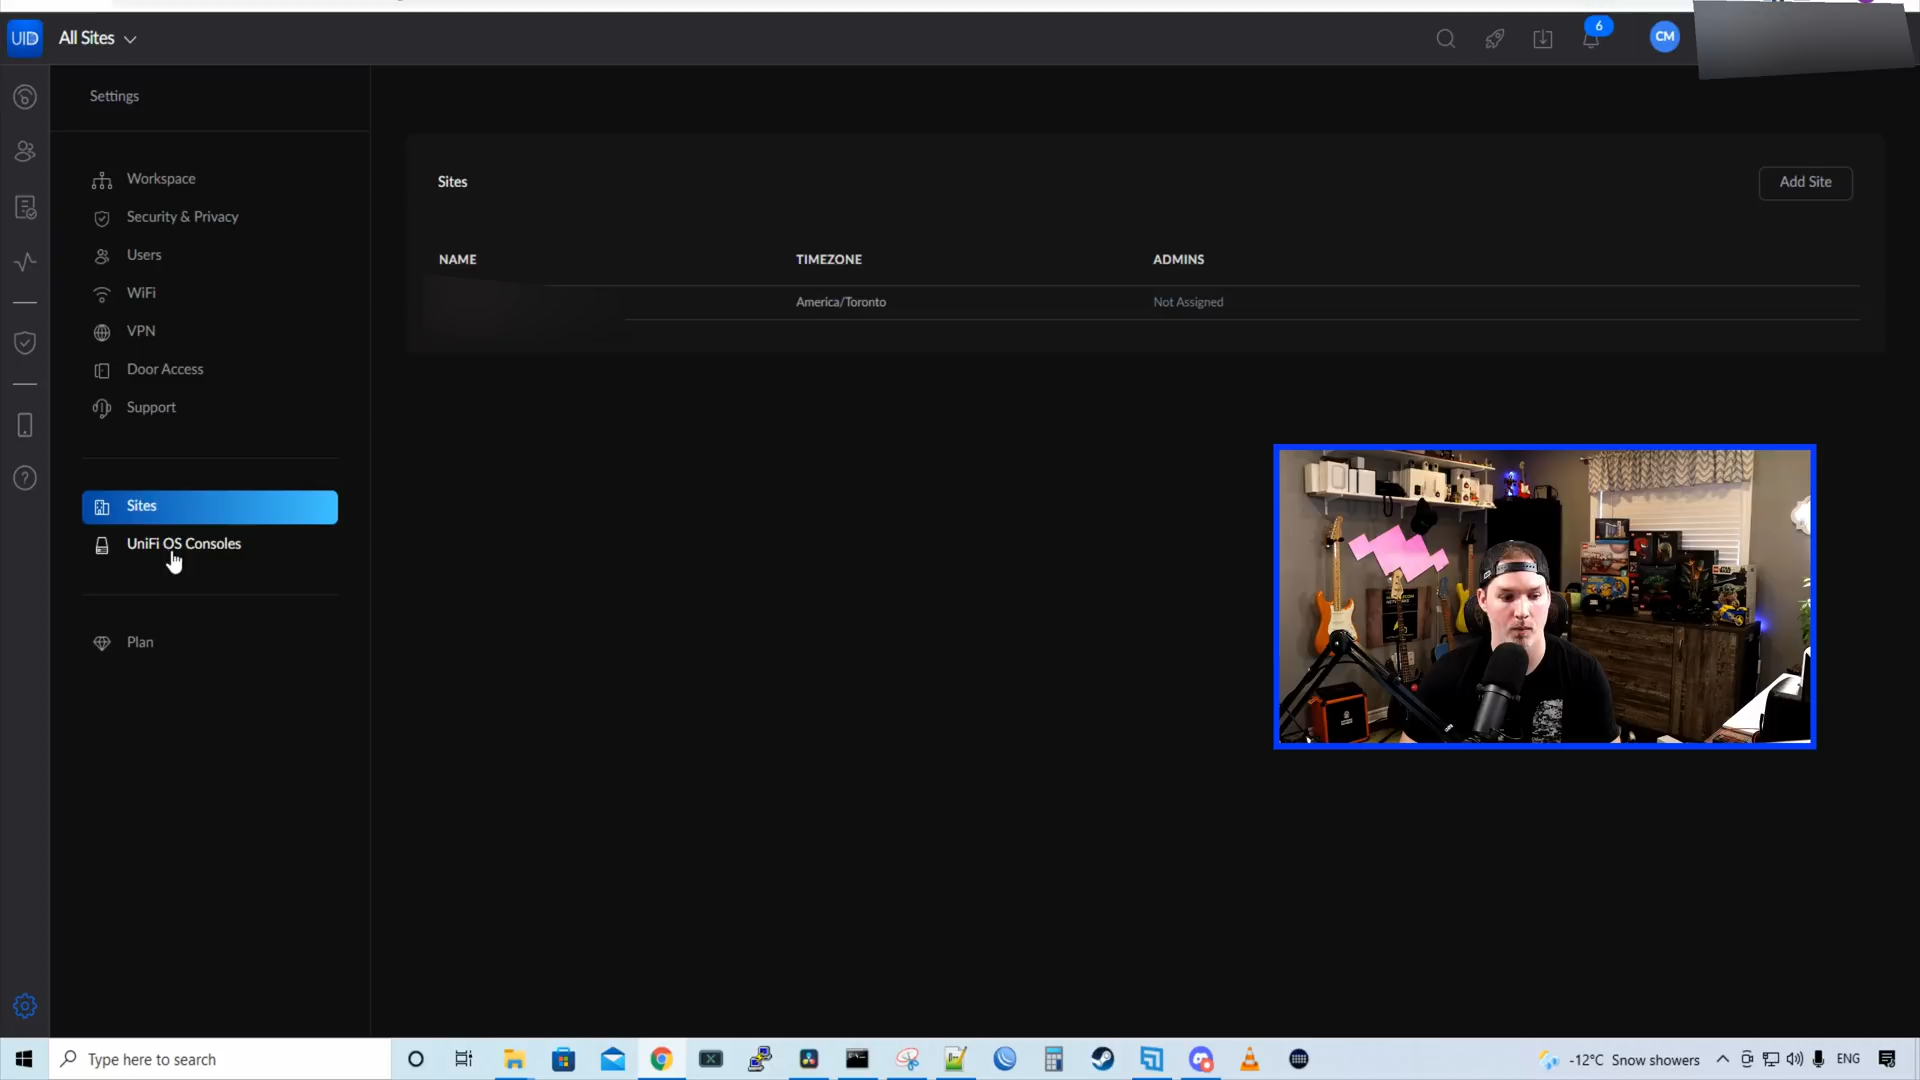 UID All Sites
6
CM
Settings
Workspace
Security & Privacy
Users
WiFi
VPN
Door Access
Support
Sites
UniFi OS Consoles
Plan
Sites
Add Site
NAME TIMEZONE ADMINS
America/Toronto Not Assigned
Type here to search
-12°C Snow showers
ENG